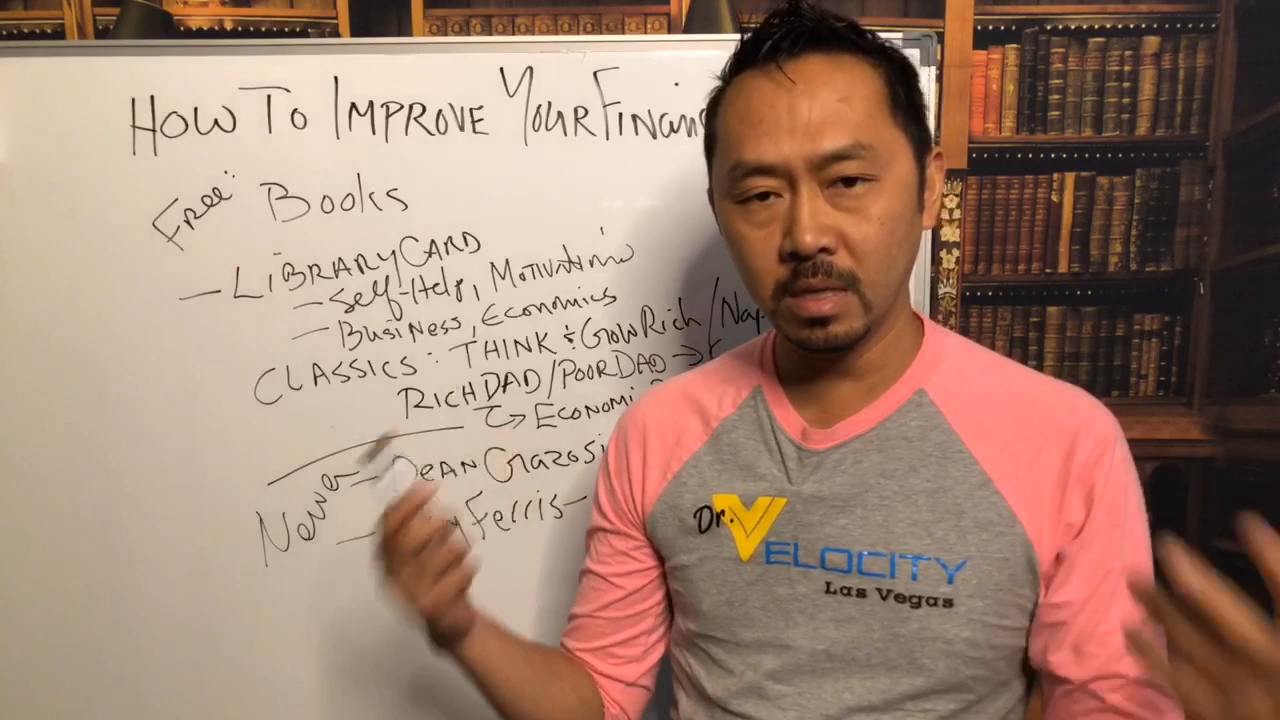 HOW TO IMPROVE YOUR FINAN
Free: Books
- LIBRARY CARD
- Self-Help, Motivation
- Business, Economics
CLASSICS: THINK & GROW RICH / Nap
RICH DAD / POOR DAD →
↳ ECONOMI
Newer - DEAN Grazosi
- Ferris -
Dr. VELOCITY
Las Vegas